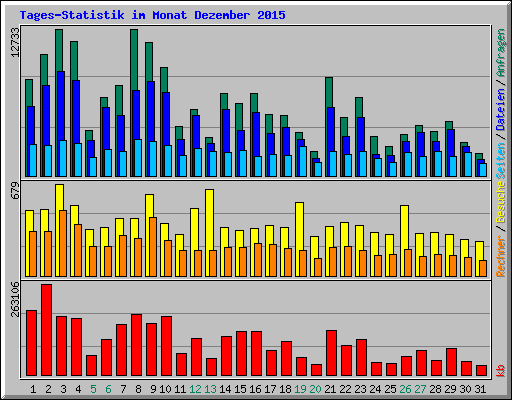 Tages-Statistik im Monat Dezember 2015
12733
679
263106
Rechner / Besuche Seiten / Dateien / Anfragen
kb
1 2 3 4 5 6 7 8 9 10 11 12 13 14 15 16 17 18 19 20 21 22 23 24 25 26 27 28 29 30 31